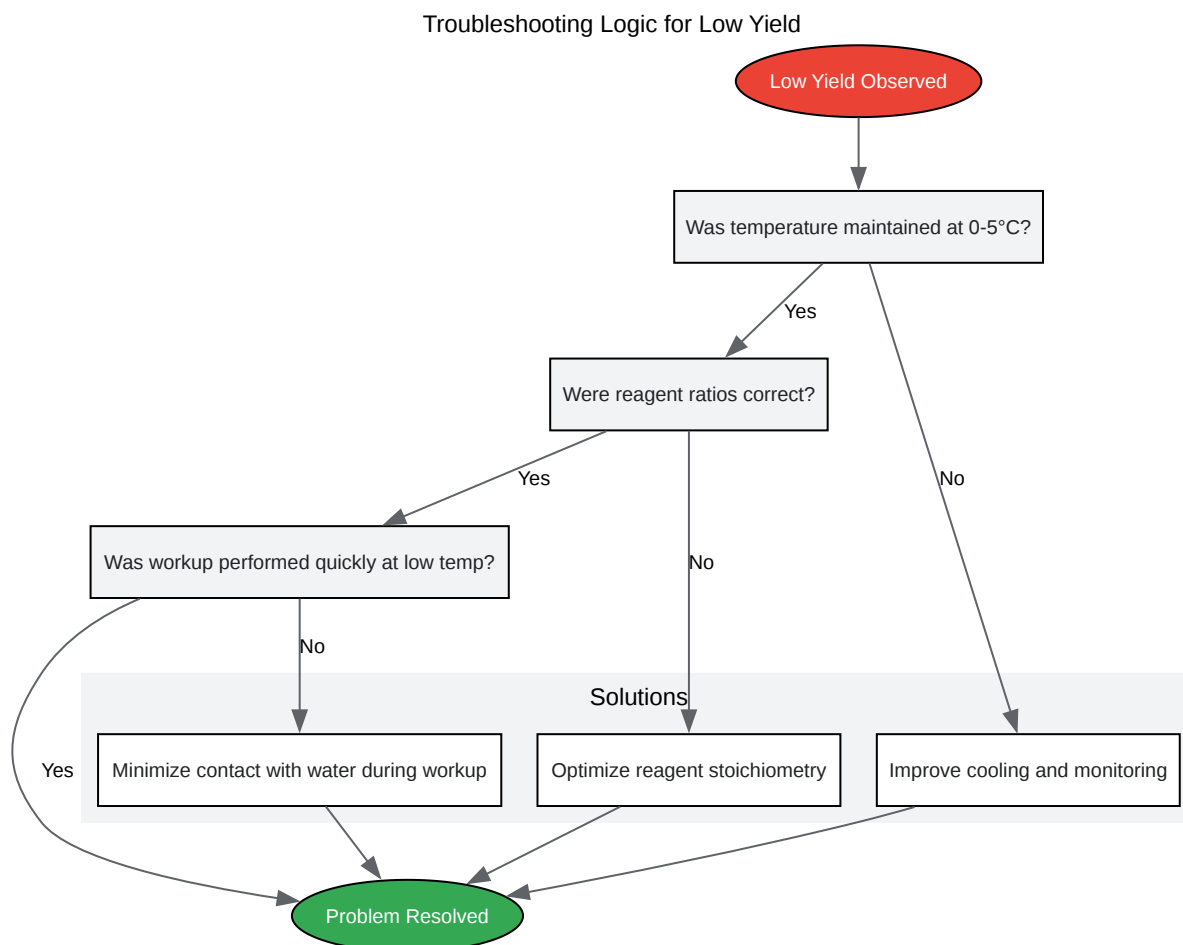 Troubleshooting Logic for Low Yield
Low Yield Observed
Was temperature maintained at 0-5°C?
Yes
Were reagent ratios correct?
Yes
No
Was workup performed quickly at low temp?
No
No
Solutions
Yes
Minimize contact with water during workup
Optimize reagent stoichiometry
Improve cooling and monitoring
Problem Resolved